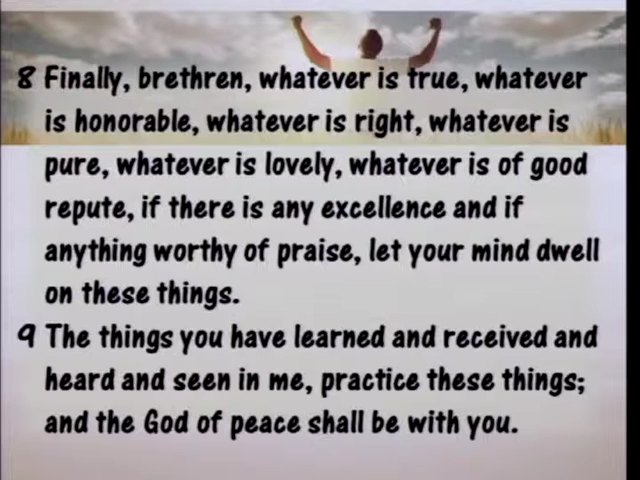 8 Finally, brethren, whatever is true, whatever
is honorable, whatever is right, whatever is
pure, whatever is lovely, whatever is of good
repute, if there is any excellence and if
anything worthy of praise, let your mind dwell
on these things.
9 The things you have learned and received and
heard and seen in me, practice these things;
and the God of peace shall be with you.